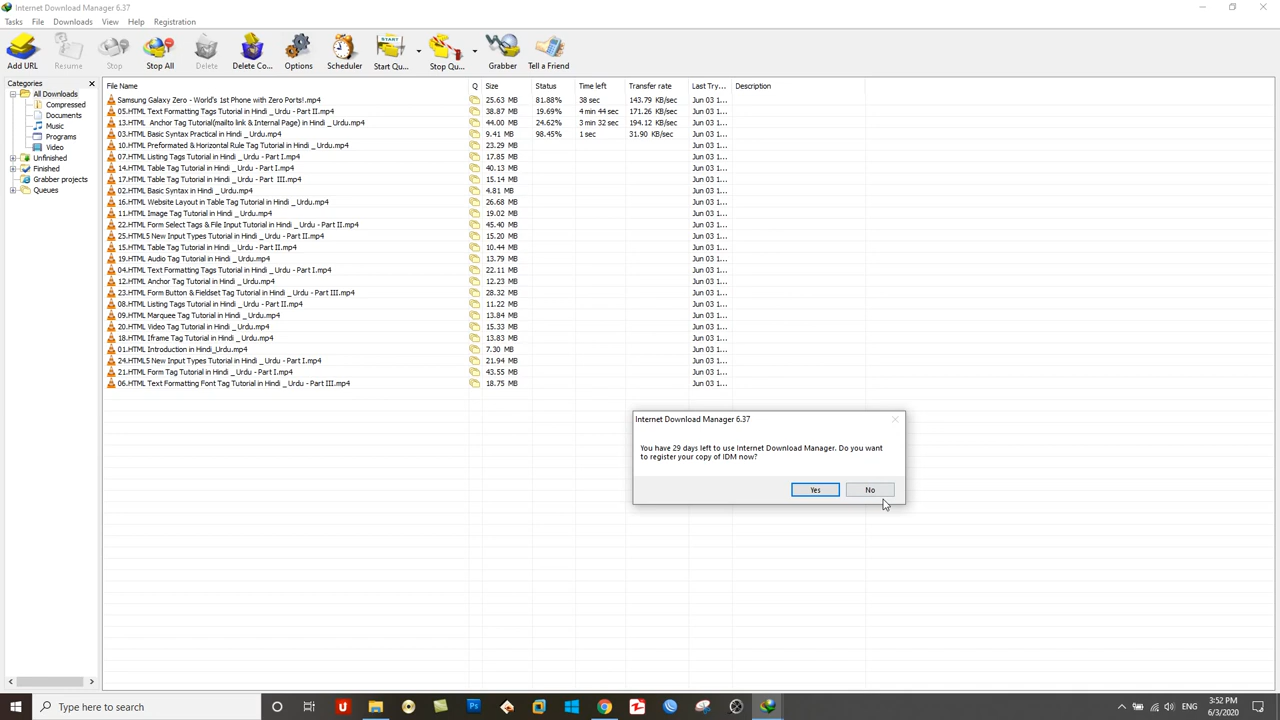 Internet Download Manager 6.37
Tasks File Downloads View Help Registration
Add URL Resume Stop Stop All Delete Delete Co... Options Scheduler Start Qu... Stop Qu... Grabber Tell a Friend
Categories
All Downloads
Compressed
Documents
Music
Programs
Video
Unfinished
Finished
Grabber projects
Queues
File Name Q Size Status Time left Transfer rate Last Try... Description
Samsung Galaxy Zero - World's 1st Phone with Zero Ports!.mp4 25.63 MB 81.88% 38 sec 143.79 KB/sec Jun 03 1...
05.HTML Text Formatting Tags Tutorial in Hindi _ Urdu - Part II.mp4 38.87 MB 19.69% 4 min 44 sec 171.26 KB/sec Jun 03 1...
13.HTML Anchor Tag Tutorial(nailto link & Internal Page) in Hindi _ Urdu.mp4 44.00 MB 24.62% 3 min 32 sec 194.12 KB/sec Jun 03 1...
03.HTML Basic Syntax Practical in Hindi _ Urdu.mp4 9.41 MB 98.45% 1 sec 31.90 KB/sec Jun 03 1...
10.HTML Preformated & Horizontal Rule Tag Tutorial in Hindi _ Urdu.mp4 23.29 MB Jun 03 1...
07.HTML Listing Tags Tutorial in Hindi _ Urdu - Part I.mp4 17.85 MB Jun 03 1...
14.HTML Table Tag Tutorial in Hindi _ Urdu - Part I.mp4 40.13 MB Jun 03 1...
17.HTML Table Tag Tutorial in Hindi _ Urdu - Part III.mp4 15.14 MB Jun 03 1...
02.HTML Basic Syntax in Hindi _ Urdu.mp4 4.81 MB Jun 03 1...
16.HTML Website Layout in Table Tag Tutorial in Hindi _ Urdu.mp4 26.68 MB Jun 03 1...
11.HTML Image Tag Tutorial in Hindi _ Urdu.mp4 19.02 MB Jun 03 1...
22.HTML Form Select Tags & File Input Tutorial in Hindi _ Urdu - Part II.mp4 45.40 MB Jun 03 1...
25.HTML5 New Input Types Tutorial in Hindi _ Urdu - Part II.mp4 15.20 MB Jun 03 1...
15.HTML Table Tag Tutorial in Hindi _ Urdu - Part II.mp4 10.44 MB Jun 03 1...
19.HTML Audio Tag Tutorial in Hindi _ Urdu.mp4 13.79 MB Jun 03 1...
04.HTML Text Formatting Tags Tutorial in Hindi _ Urdu - Part I.mp4 22.11 MB Jun 03 1...
12.HTML Anchor Tag Tutorial in Hindi _ Urdu.mp4 12.23 MB Jun 03 1...
23.HTML Form Button & Fieldset Tag Tutorial in Hindi _ Urdu - Part III.mp4 28.32 MB Jun 03 1...
08.HTML Listing Tags Tutorial in Hindi _ Urdu - Part II.mp4 11.22 MB Jun 03 1...
09.HTML Marquee Tag Tutorial in Hindi _ Urdu.mp4 13.84 MB Jun 03 1...
20.HTML Video Tag Tutorial in Hindi _ Urdu.mp4 15.33 MB Jun 03 1...
18.HTML Iframe Tag Tutorial in Hindi _ Urdu.mp4 13.83 MB Jun 03 1...
01.HTML Introduction in Hindi_Urdu.mp4 7.30 MB Jun 03 1...
24.HTML5 New Input Types Tutorial in Hindi _ Urdu - Part I.mp4 21.94 MB Jun 03 1...
21.HTML Form Tag Tutorial in Hindi _ Urdu - Part I.mp4 43.55 MB Jun 03 1...
06.HTML Text Formatting Font Tag Tutorial in Hindi _ Urdu - Part III.mp4 18.75 MB Jun 03 1...
Internet Download Manager 6.37
You have 29 days left to use Internet Download Manager. Do you want
to register your copy of IDM now?
Yes No
Type here to search
ENG
3:52 PM
6/3/2020